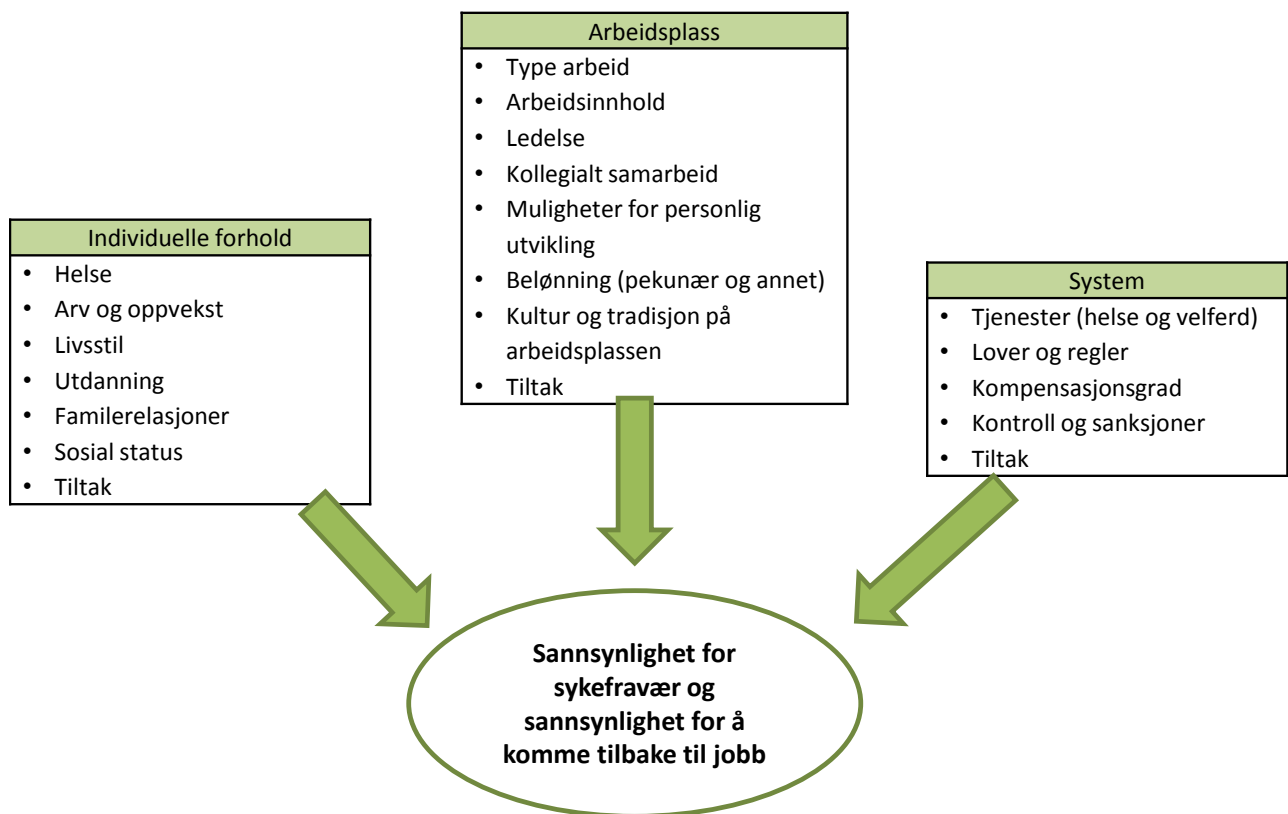 Arbeidsplass
• Type arbeid
• Arbeidsinnhold
• Ledelse
• Kollegialt samarbeid
• Muligheter for personlig
utvikling
• Belønning (pekunær og annet)
• Kultur og tradisjon på
arbeidsplassen
• Tiltak
Individuelle forhold
• Helse
• Arv og oppvekst
• Livsstil
• Utdanning
• Familerelasjoner
• Sosial status
• Tiltak
System
• Tjenester (helse og velferd)
• Lover og regler
• Kompensasjonsgrad
• Kontroll og sanksjoner
• Tiltak
Sannsynlighet for
sykefravær og
sannsynlighet for å
komme tilbake til jobb